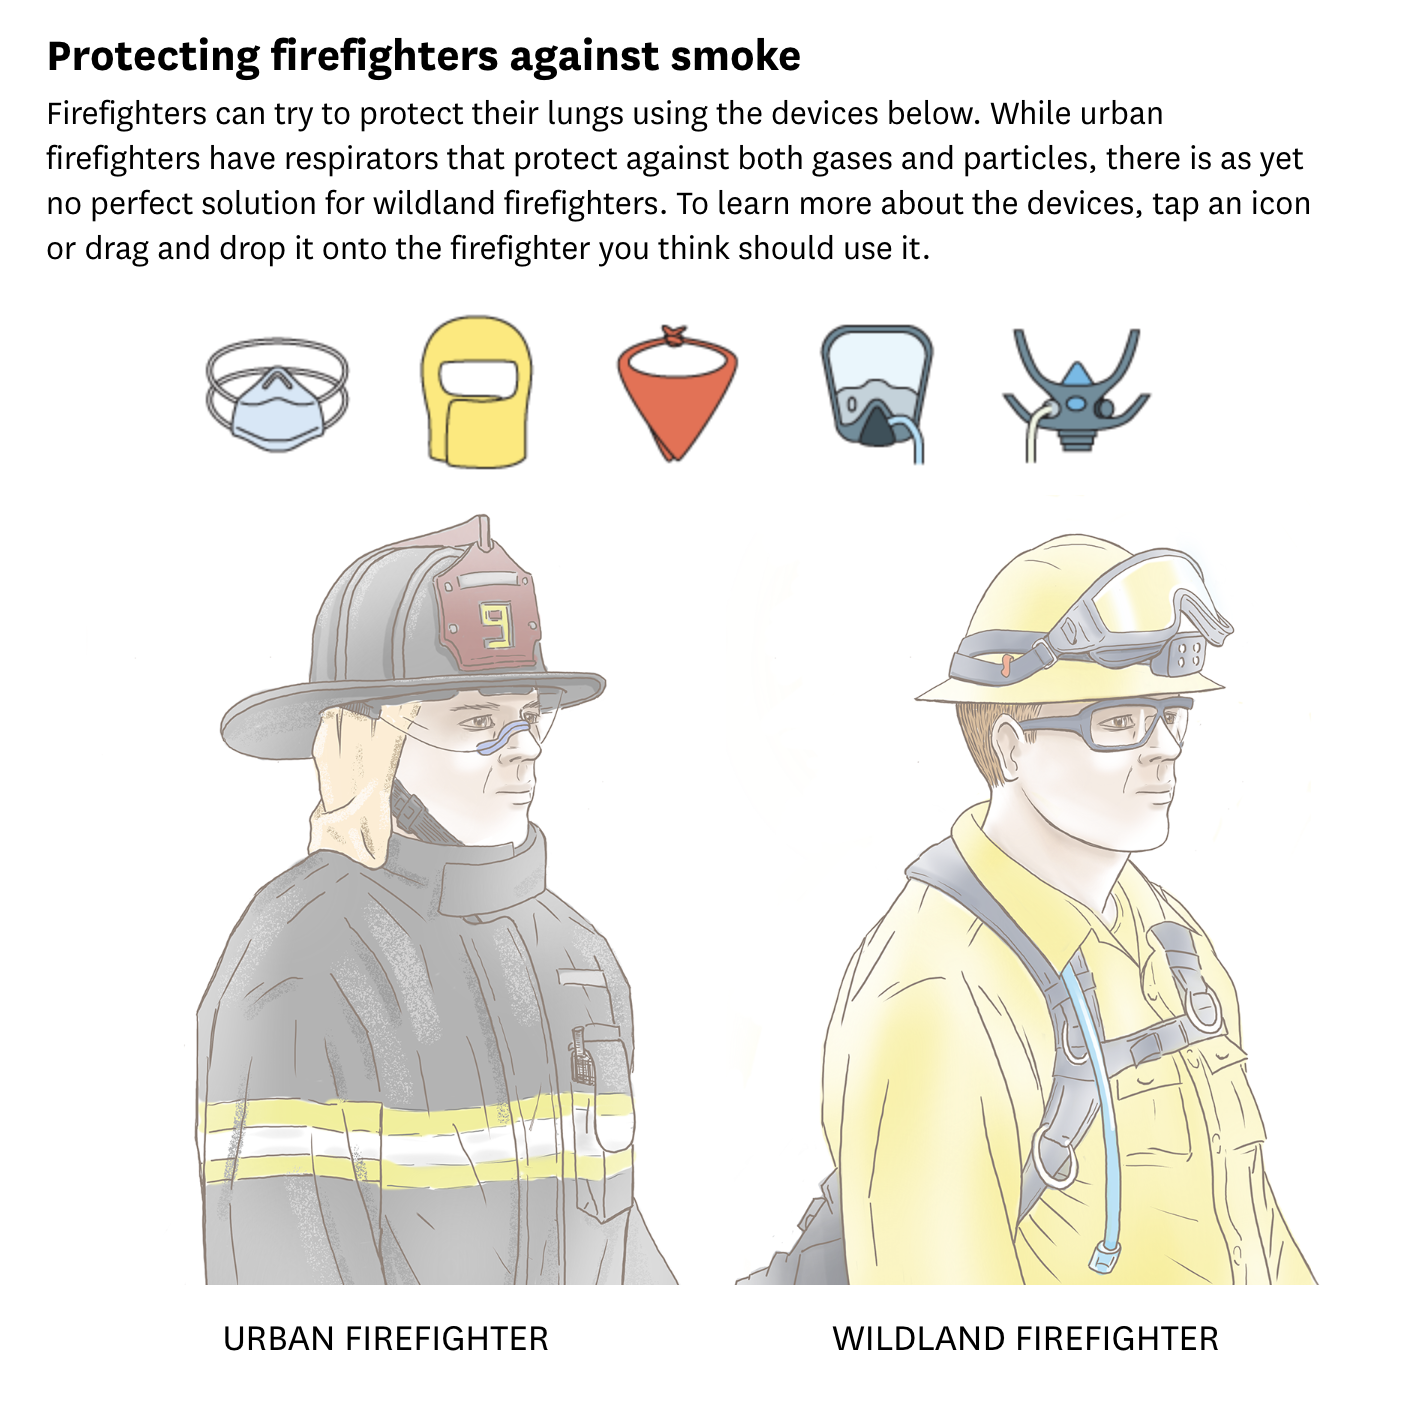 Protecting firefighters against smoke
Firefighters can try to protect their lungs using the devices below. While urban
firefighters have respirators that protect against both gases and particles, there is as yet
no perfect solution for wildland firefighters. To learn more about the devices, tap an icon
or drag and drop it onto the firefighter you think should use it.
9
URBAN FIREFIGHTER
WILDLAND FIREFIGHTER